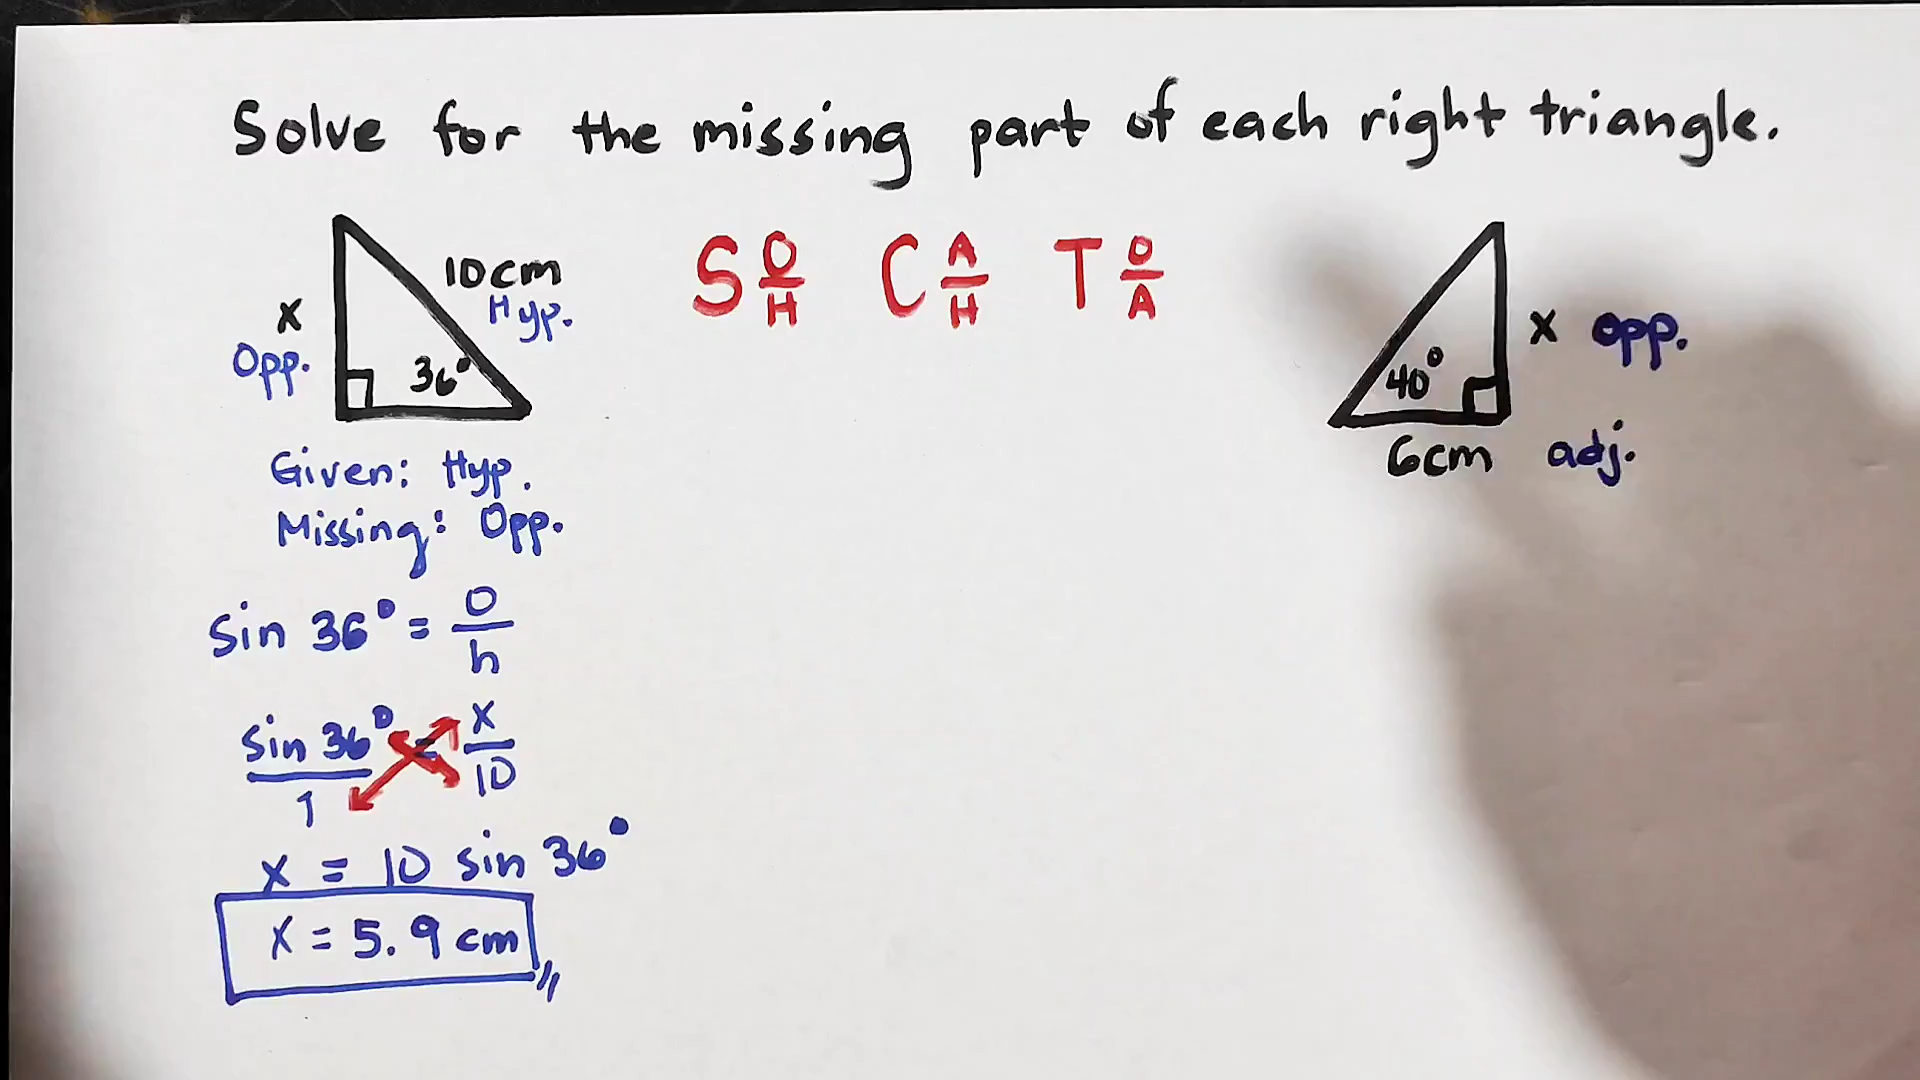 Solve for the missing part of each right triangle.
10cm
Hyp.
x
Opp.
36°
S O/H C A/H T O/A
40°
x opp.
6cm adj.
Given: Hyp.
Missing: Opp.
Sin 36° = O/h
Sin 36°/1 = x/10
x = 10 sin 36°
x = 5.9 cm